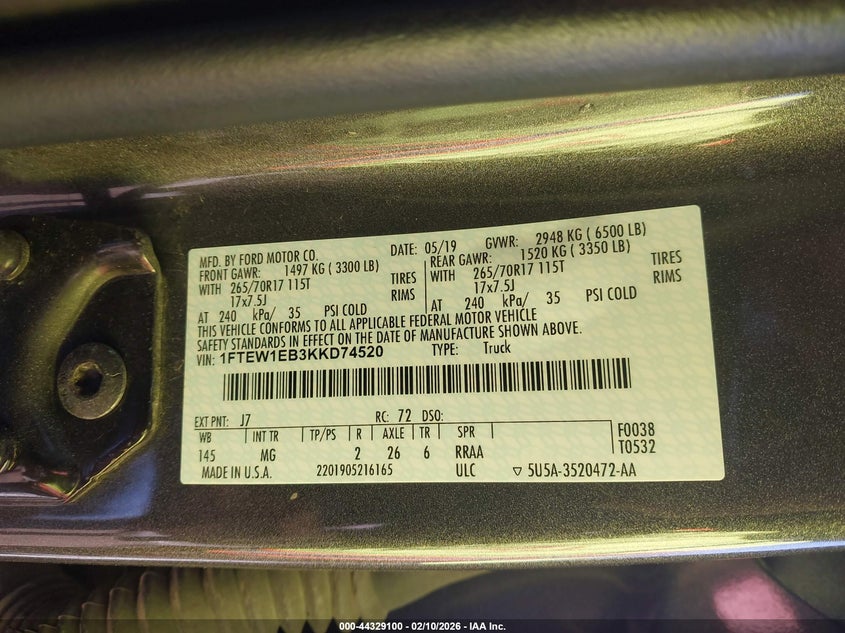 MFD. BY FORD MOTOR CO. DATE: 05/19 GVWR: 2948 KG ( 6500 LB)
FRONT GAWR: 1497 KG ( 3300 LB) REAR GAWR: 1520 KG ( 3350 LB)
WITH 265/70R17 115T TIRES WITH 265/70R17 115T TIRES
17x7.5J RIMS 17x7.5J RIMS
AT 240 kPa/ 35 PSI COLD AT 240 kPa/ 35 PSI COLD
THIS VEHICLE CONFORMS TO ALL APPLICABLE FEDERAL MOTOR VEHICLE
SAFETY STANDARDS IN EFFECT ON THE DATE OF MANUFACTURE SHOWN ABOVE.
VIN: 1FTEW1EB3KKD74520 TYPE: Truck
EXT PNT: J7 RC: 72 DSO:
WB INT TR TP/PS R AXLE TR SPR F0038
145 MG 2 26 6 RRAA T0532
MADE IN U.S.A. 2201905216165 ULC ▽ 5U5A-3520472-AA
000-44329100 - 02/10/2026 - IAA Inc.